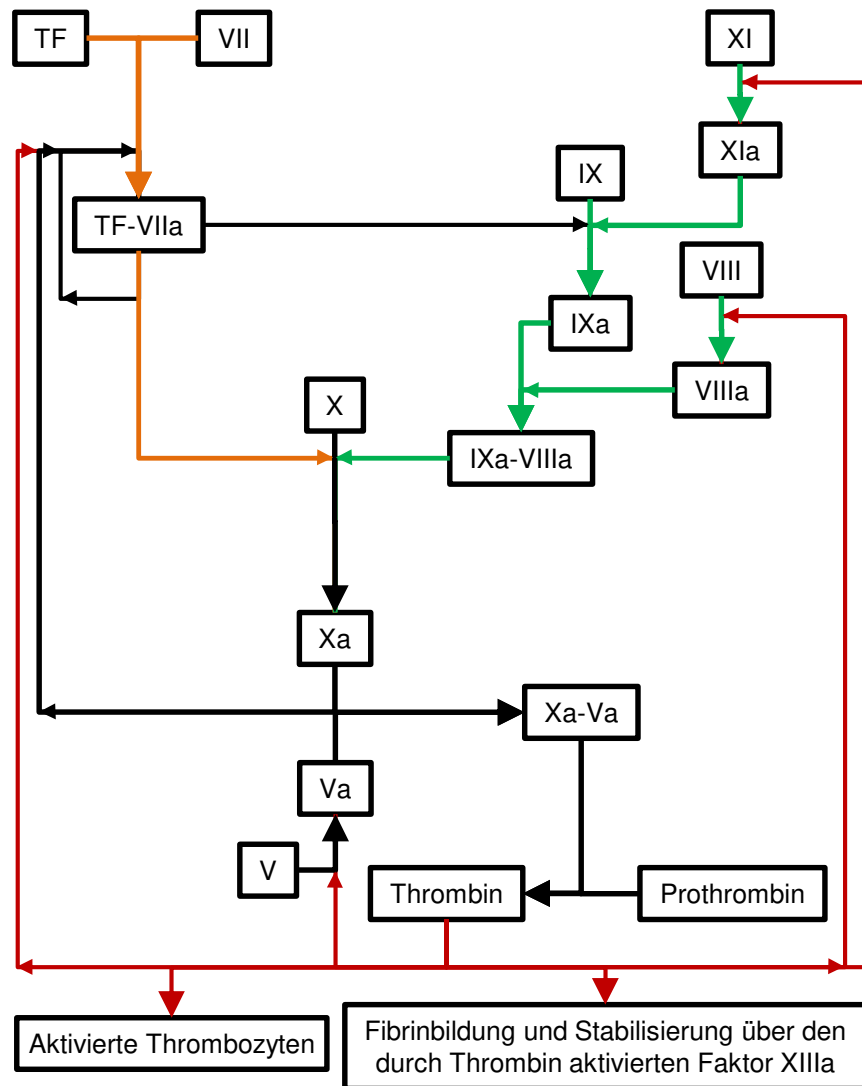 TF
VII
XI
XIa
IX
TF-VIIa
VIII
IXa
VIIIa
X
IXa-VIIIa
Xa
Xa-Va
Va
V
Thrombin
Prothrombin
Aktivierte Thrombozyten
Fibrinbildung und Stabilisierung über den
durch Thrombin aktivierten Faktor XIIIa